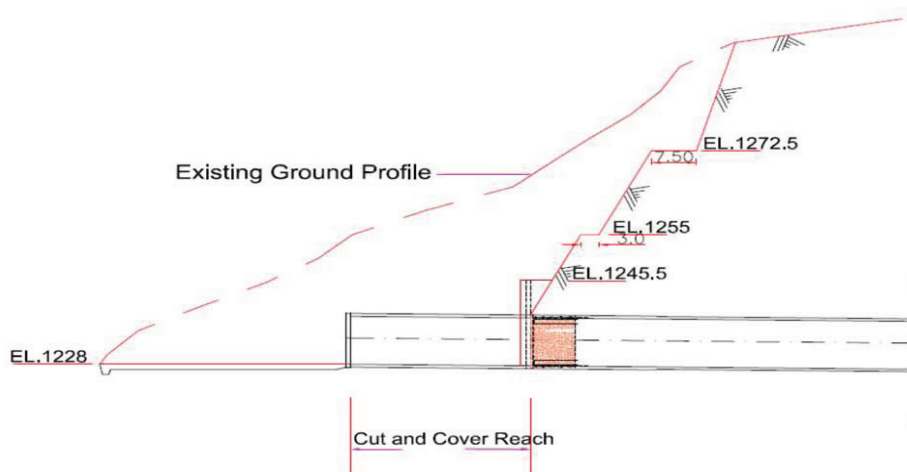 EL.1272.5
7.50
Existing Ground Profile
EL.1255
3.0
EL.1245.5
EL.1228
Cut and Cover Reach